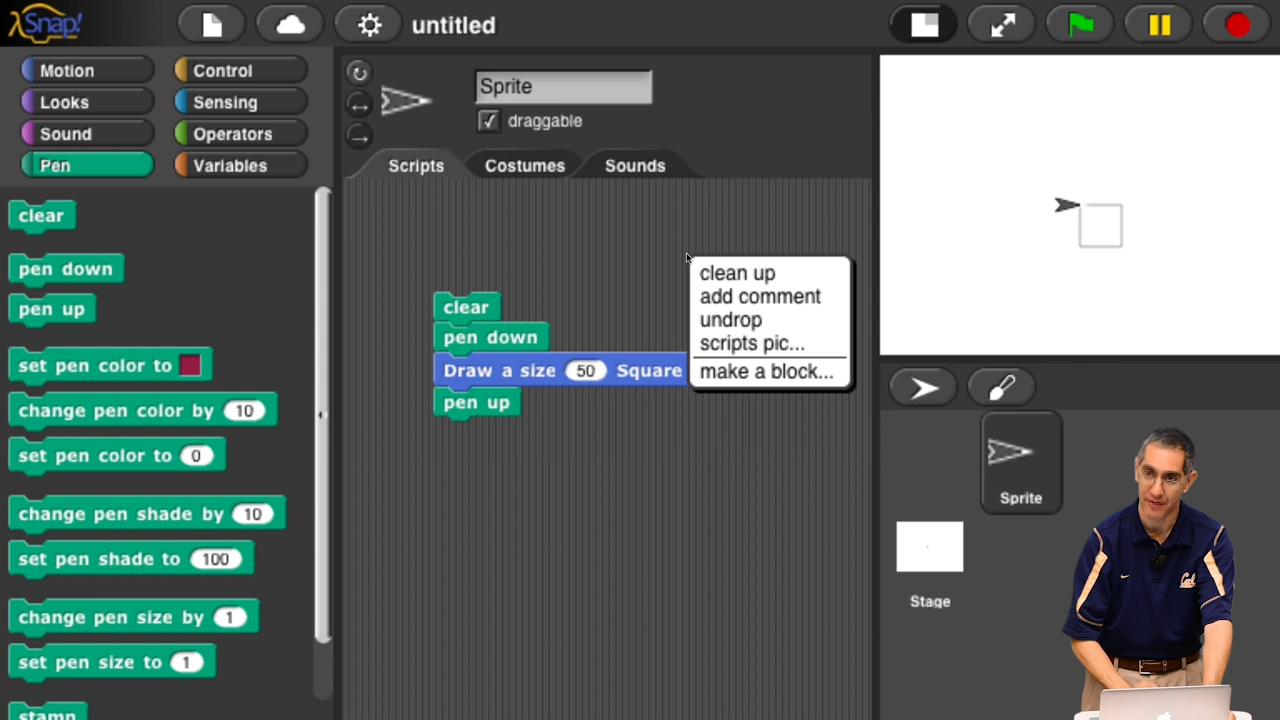 Snap!
untitled
Motion
Control
Looks
Sensing
Sound
Operators
Pen
Variables
clear
pen down
pen up
set pen color to
change pen color by 10
set pen color to 0
change pen shade by 10
set pen shade to 100
change pen size by 1
set pen size to 1
stamp
Sprite
✓ draggable
Scripts
Costumes
Sounds
clear
pen down
Draw a size 50 Square
pen up
clean up
add comment
undrop
scripts pic...
make a block...
Sprite
Stage
Cal